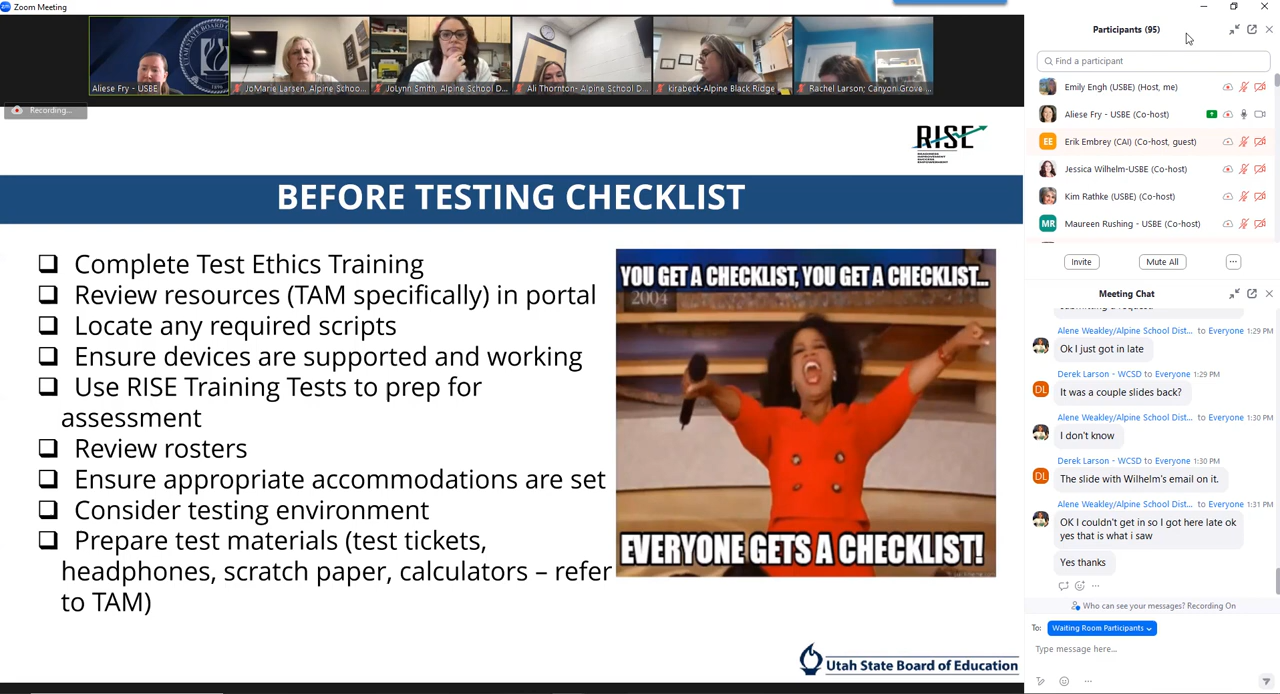 Zoom Meeting
Aliese Fry - USBE
JoMarie Larsen, Alpine Schoo...
JoLynn Smith, Alpine School D...
Ali Thornton- Alpine School D...
kirabeck-Alpine Black Ridge
Rachel Larson; Canyon Grove ...
Recording...
RISE
BEFORE TESTING CHECKLIST
Complete Test Ethics Training
Review resources (TAM specifically) in portal
Locate any required scripts
Ensure devices are supported and working
Use RISE Training Tests to prep for
assessment
Review rosters
Ensure appropriate accommodations are set
Consider testing environment
Prepare test materials (test tickets,
headphones, scratch paper, calculators – refer
to TAM)
YOU GET A CHECKLIST, YOU GET A CHECKLIST...
2004
EVERYONE GETS A CHECKLIST!
Utah State Board of Education
Participants (95)
Find a participant
Emily Engh (USBE) (Host, me)
Aliese Fry - USBE (Co-host)
EE Erik Embrey (CAI) (Co-host, guest)
Jessica Wilhelm-USBE (Co-host)
Kim Rathke (USBE) (Co-host)
MR Maureen Rushing - USBE (Co-host)
Invite
Mute All
...
Meeting Chat
Alene Weakley/Alpine School Dist... to Everyone 1:29 PM
Ok I just got in late
Derek Larson - WCSD to Everyone 1:29 PM
DL It was a couple slides back?
Alene Weakley/Alpine School Dist... to Everyone 1:30 PM
I don't know
Derek Larson - WCSD to Everyone 1:30 PM
DL The slide with Wilhelm's email on it.
Alene Weakley/Alpine School Dist... to Everyone 1:31 PM
OK I couldn't get in so I got here late ok
yes that is what i saw
Yes thanks
Who can see your messages? Recording On
To: Waiting Room Participants
Type message here...